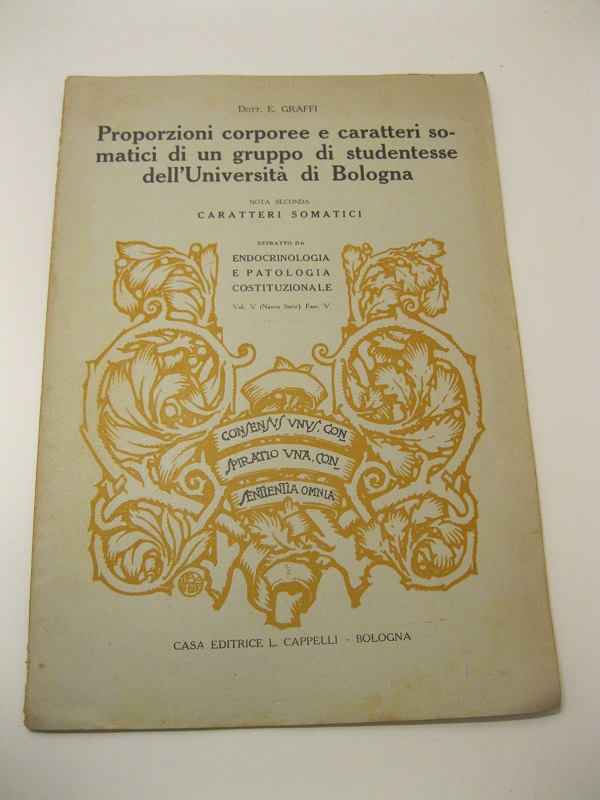 Dott. E. GRAFFI
Proporzioni corporee e caratteri so-
matici di un gruppo di studentesse
dell'Università di Bologna
NOTA SECONDA
CARATTERI SOMATICI
ESTRATTO DA
ENDOCRINOLOGIA
E PATOLOGIA
COSTITUZIONALE
Vol. V (Nuova Serie) Fasc. V
CONSENSVS VNVS, CON
SPIRATIO VNA, CON
SENTIENTIA OMNIA
CASA EDITRICE L. CAPPELLI - BOLOGNA